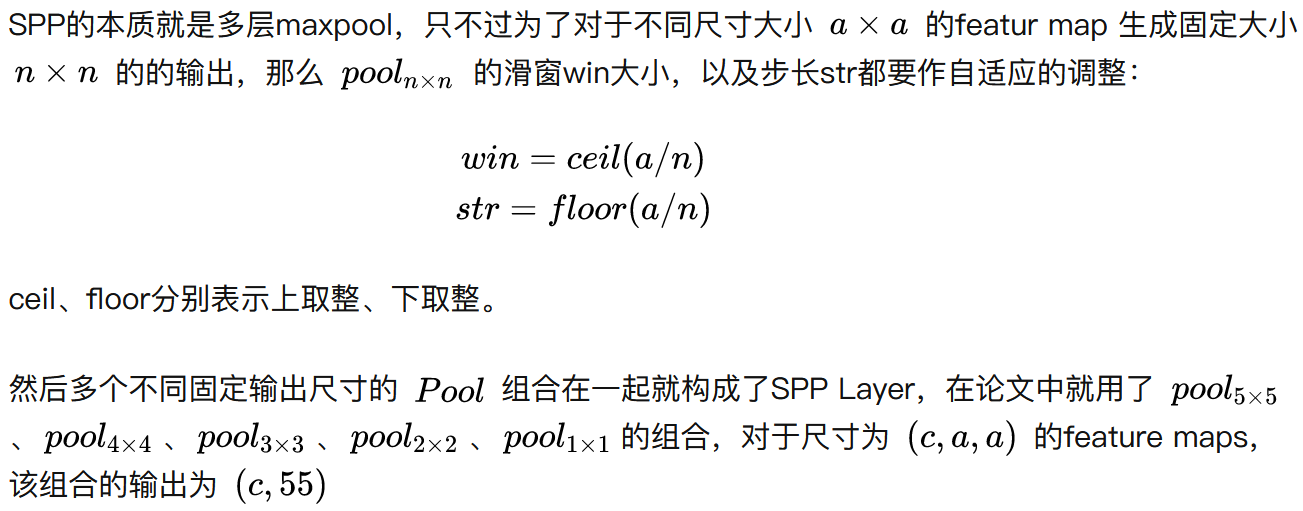 SPP的本质就是多层maxpool，只不过为了对于不同尺寸大小 a × a 的featur map 生成固定大小
n × n 的的输出，那么 pool_{n×n} 的滑窗win大小，以及步长str都要作自适应的调整：
win = ceil(a/n)
str = floor(a/n)
ceil、floor分别表示上取整、下取整。
然后多个不同固定输出尺寸的 Pool 组合在一起就构成了SPP Layer，在论文中就用了 pool_{5×5}
、pool_{4×4} 、pool_{3×3} 、pool_{2×2} 、pool_{1×1} 的组合，对于尺寸为 (c, a, a) 的feature maps，
该组合的输出为 (c, 55)